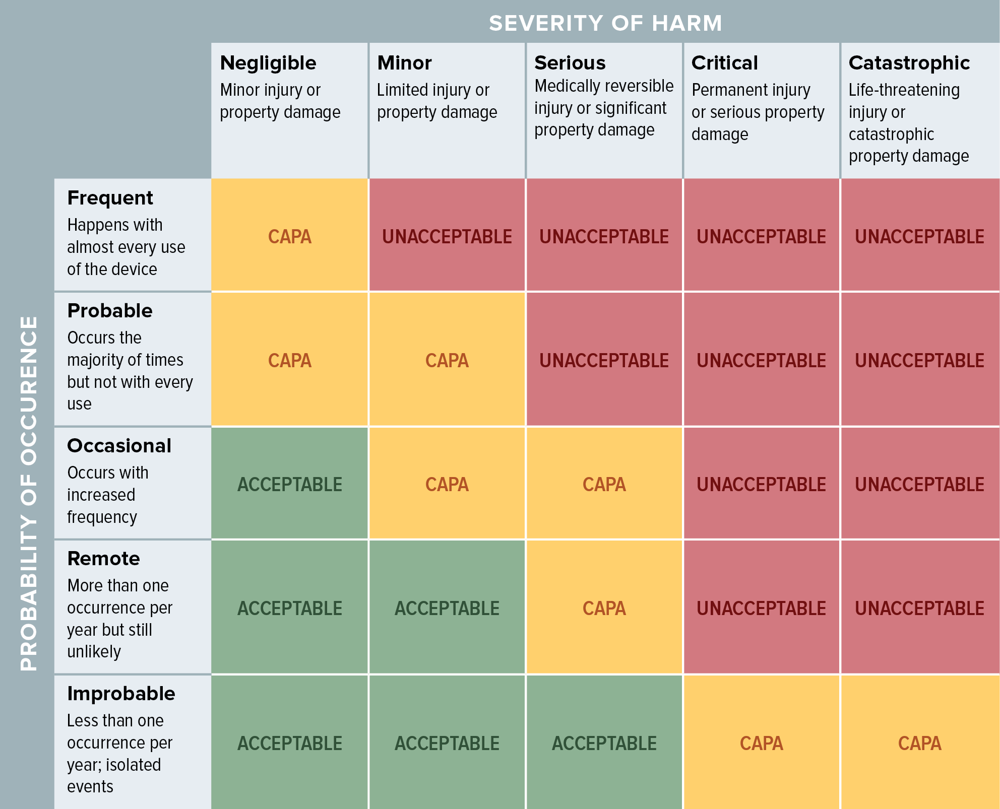 SEVERITY OF HARM
Negligible
Minor injury or
property damage
Minor
Limited injury or
property damage
Serious
Medically reversible
injury or significant
property damage
Critical
Permanent injury
or serious property
damage
Catastrophic
Life-threatening
injury or
catastrophic
property damage
PROBABILITY OF OCCURENCE
Frequent
Happens with
almost every use
of the device
CAPA
UNACCEPTABLE
UNACCEPTABLE
UNACCEPTABLE
UNACCEPTABLE
Probable
Occurs the
majority of times
but not with every
use
CAPA
CAPA
UNACCEPTABLE
UNACCEPTABLE
UNACCEPTABLE
Occasional
Occurs with
increased
frequency
ACCEPTABLE
CAPA
CAPA
UNACCEPTABLE
UNACCEPTABLE
Remote
More than one
occurrence per
year but still
unlikely
ACCEPTABLE
ACCEPTABLE
CAPA
UNACCEPTABLE
UNACCEPTABLE
Improbable
Less than one
occurrence per
year; isolated
events
ACCEPTABLE
ACCEPTABLE
ACCEPTABLE
CAPA
CAPA